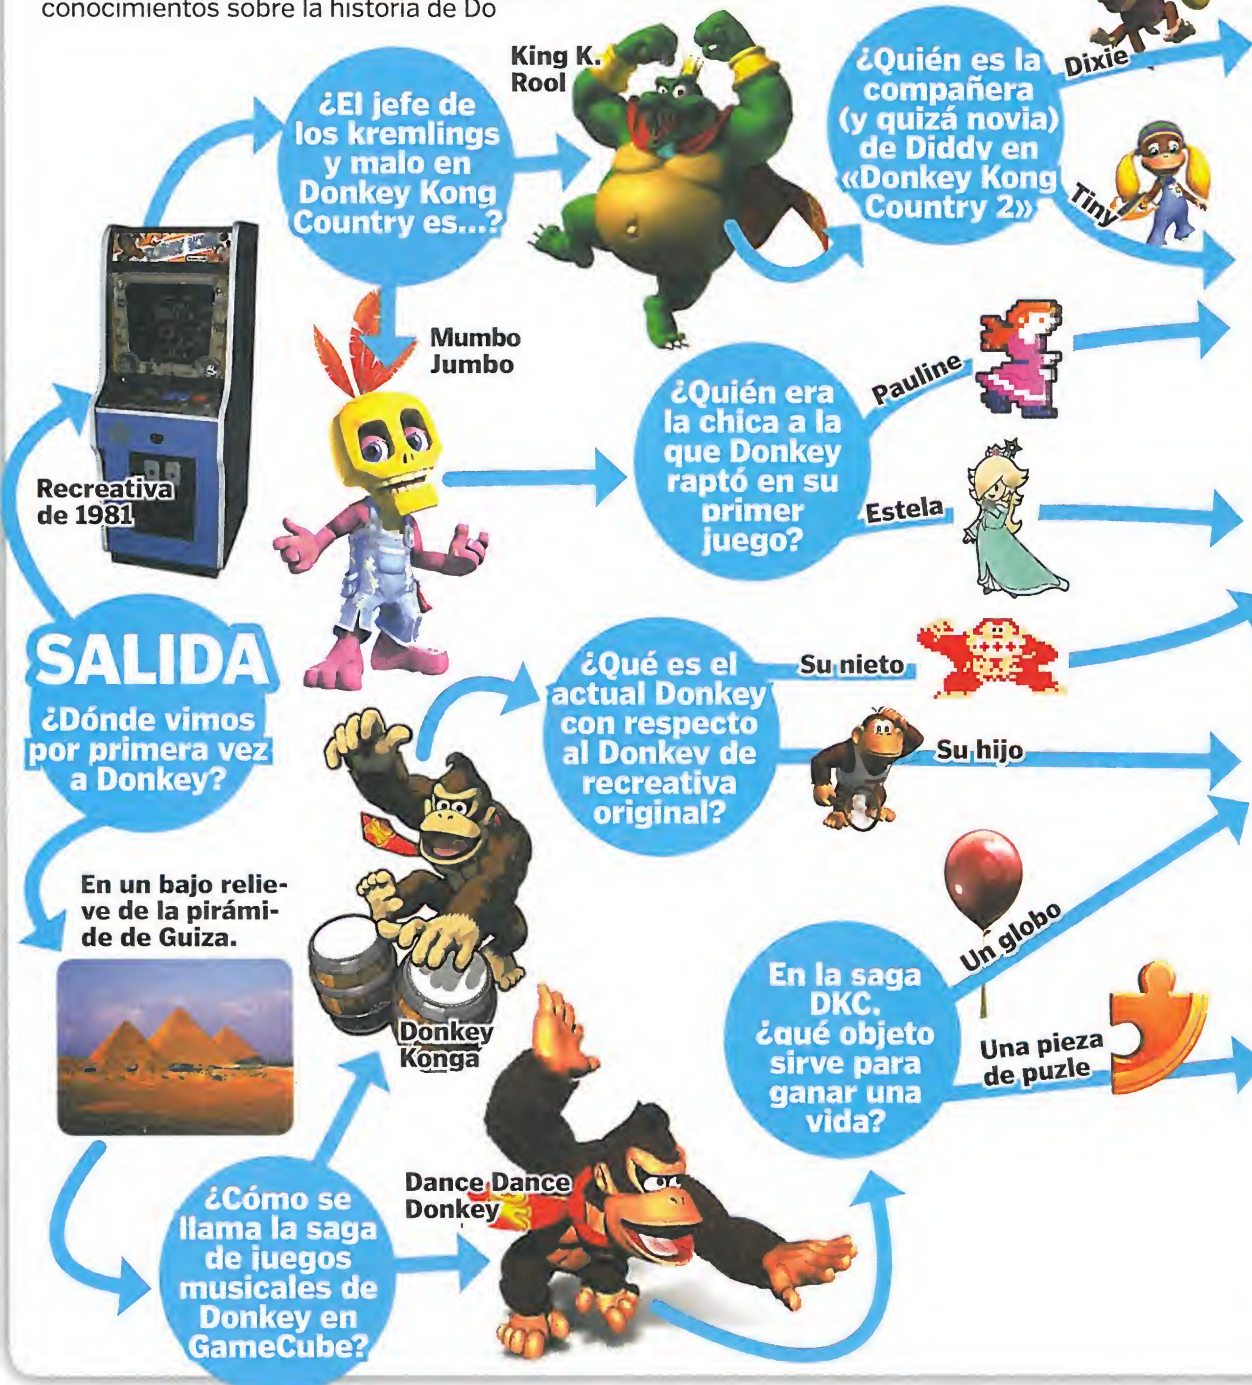 conocimientos sobre la historia de Do
King K.
Rool
¿El jefe de
los kremlings
y malo en
Donkey Kong
Country es...?
¿Quién es la
compañera
(y quizá novia)
de Diddy en
«Donkey Kong
Country 2»
Dixie
Tiny
Mumbo
Jumbo
¿Quién era
la chica a la
que Donkey
raptó en su
primer
juego?
Pauline
Estela
Recreativa
de 1981
SALIDA
¿Dónde vimos
por primera vez
a Donkey?
¿Qué es el
actual Donkey
con respecto
al Donkey de
recreativa
original?
Su nieto
Su hijo
En un bajo relie-
ve de la pirámi-
de de Guiza.
Donkey
Konga
En la saga
DKC,
¿qué objeto
sirve para
ganar una
vida?
Un globo
Una pieza
de puzle
¿Cómo se
llama la saga
de juegos
musicales de
Donkey en
GameCube?
Dance Dance
Donkey